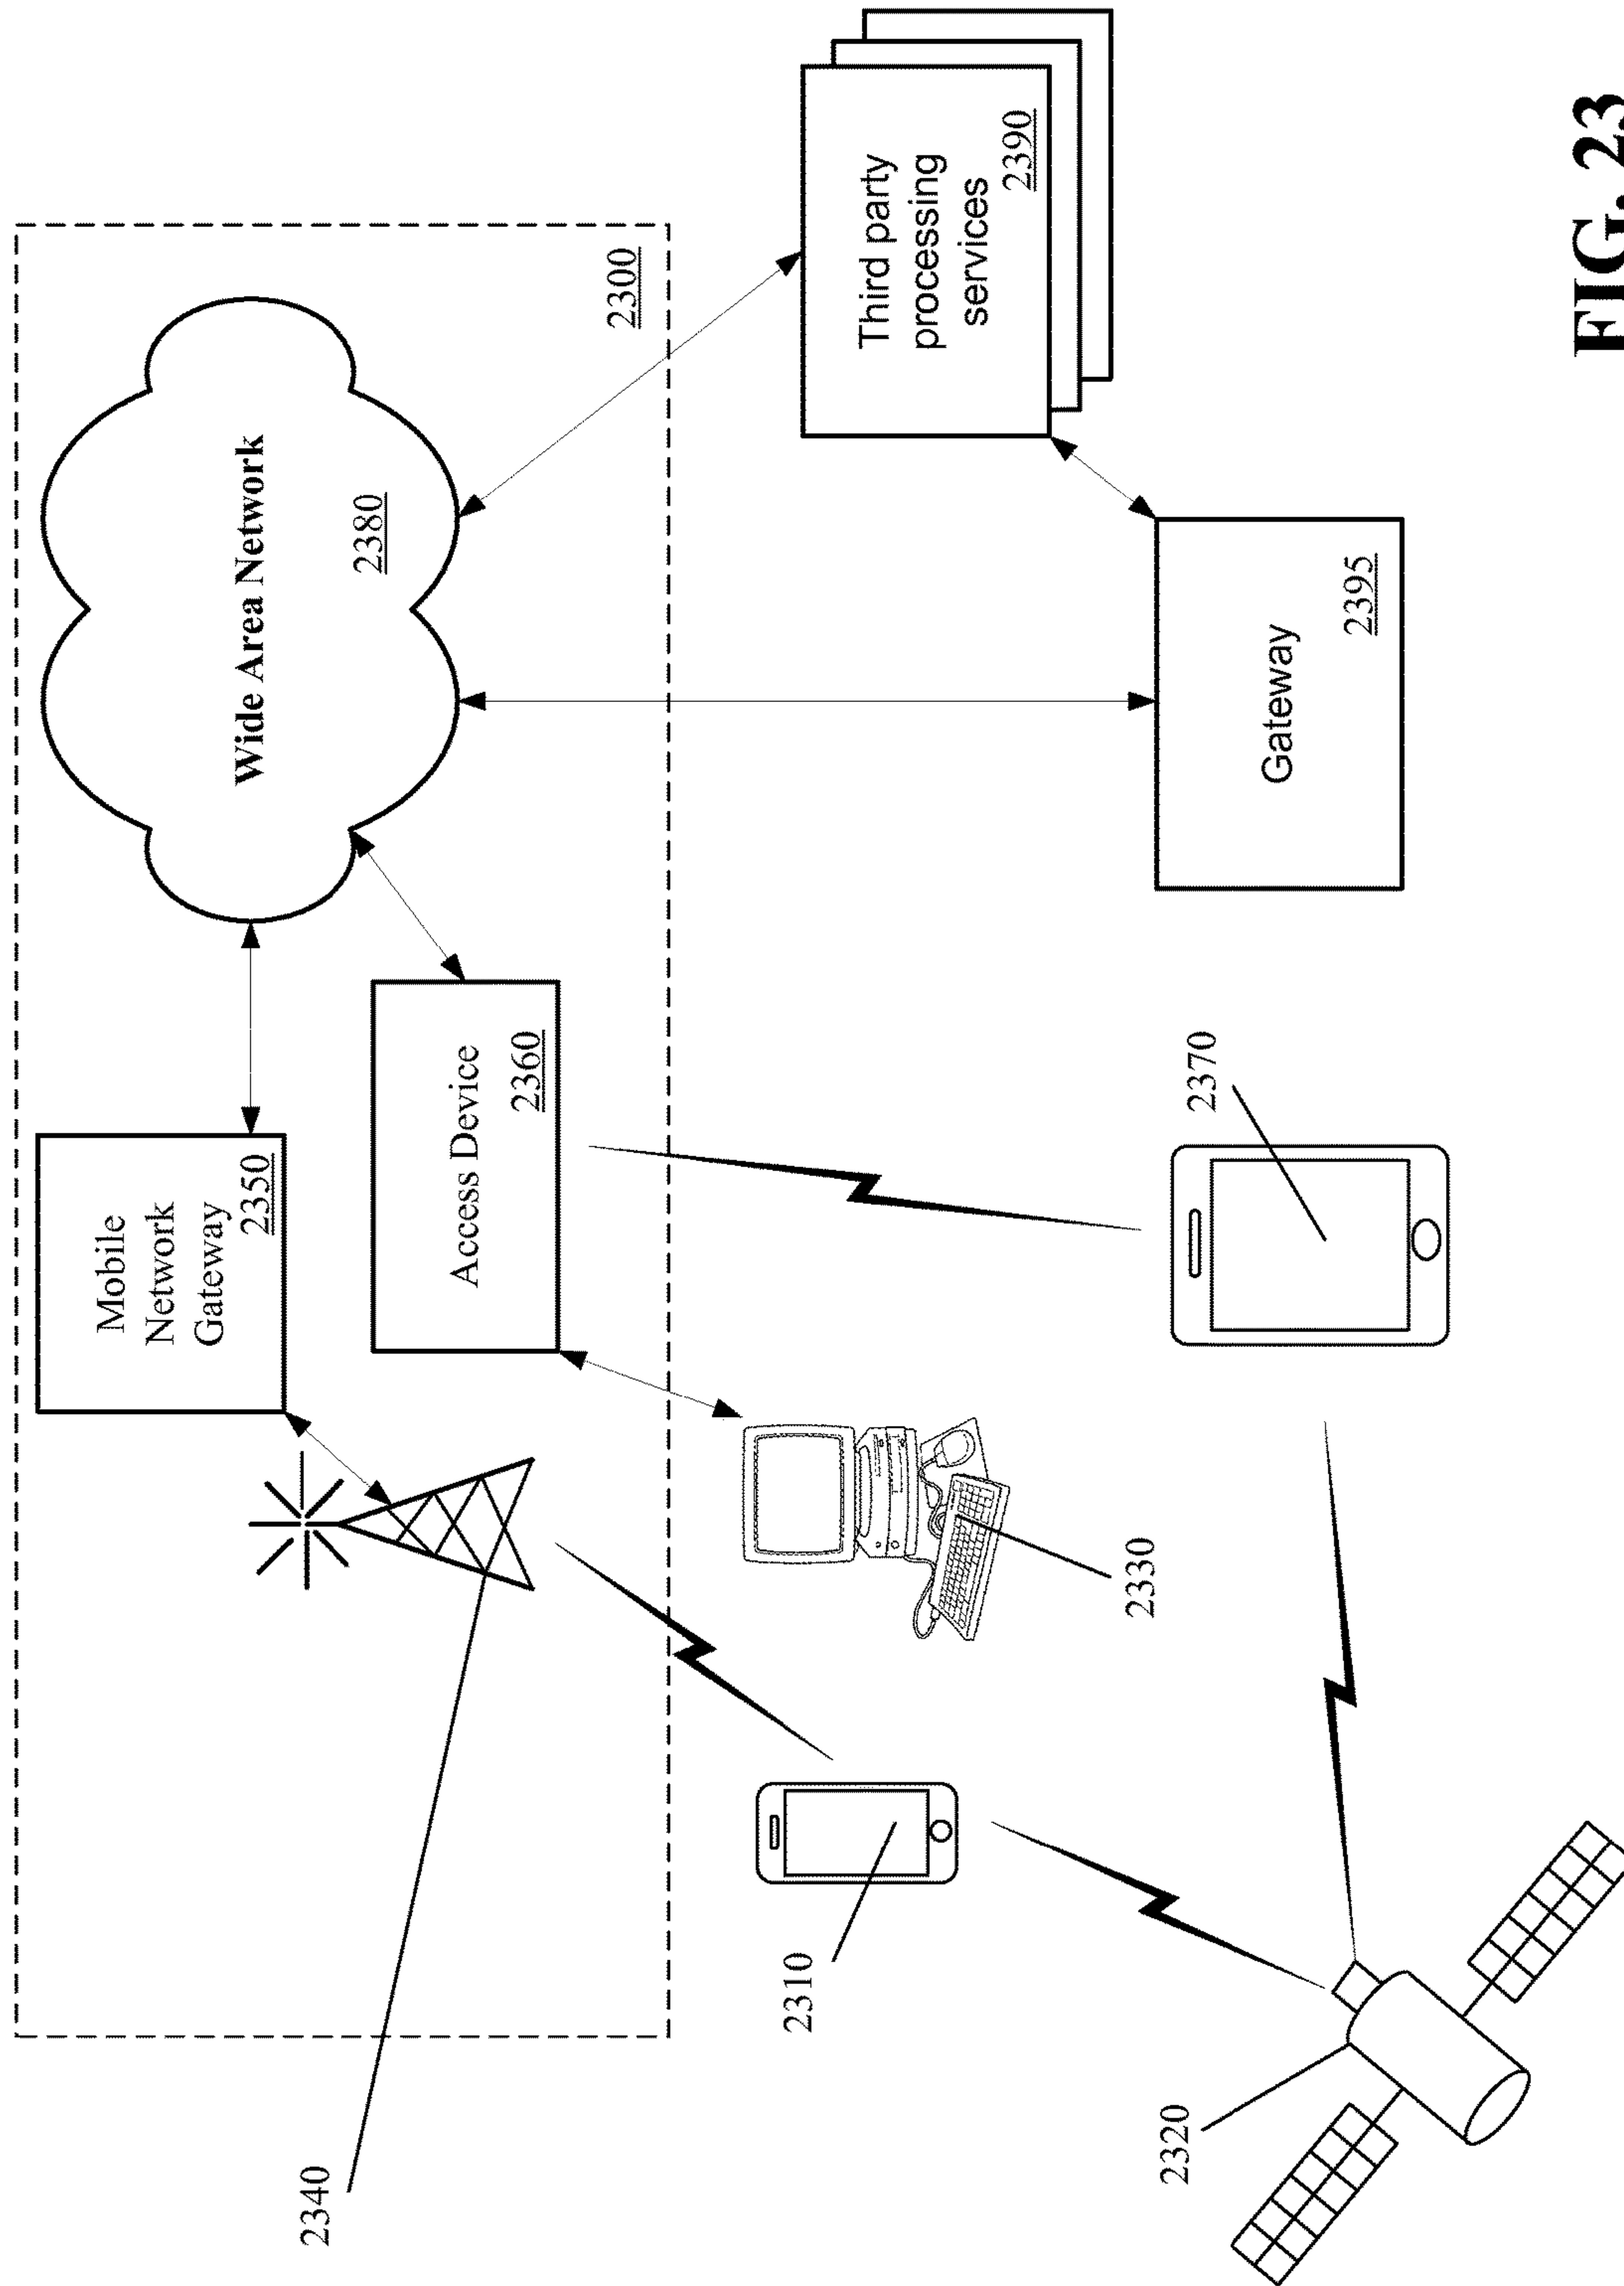 Mobile
Network
Gateway
2350
Wide Area Network
2380
Access Device
2360
2300
2340
2310
2330
Third party
processing
services
2390
2320
2370
Gateway
2395
FIG. 23